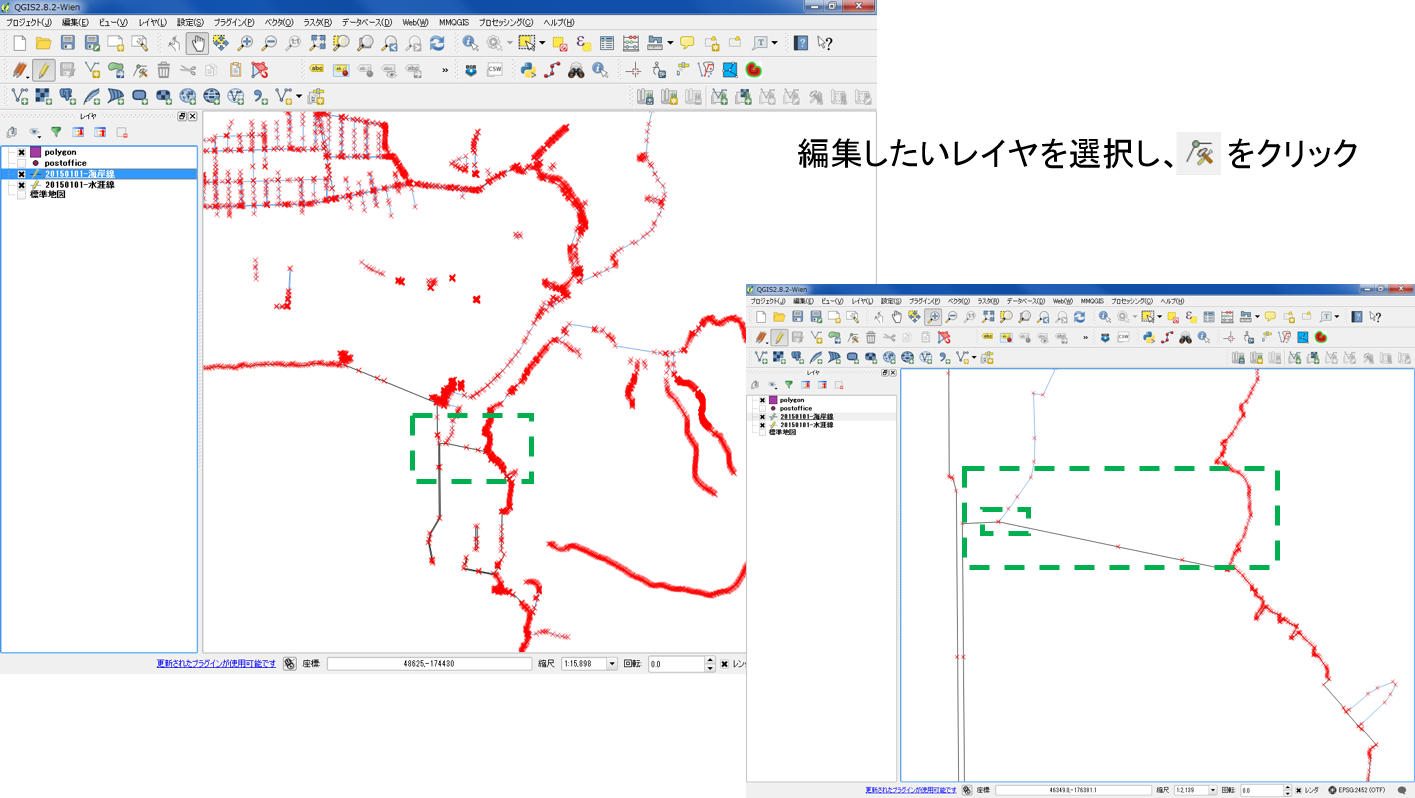 QGIS2.8.2-Wien
プロジェクト(J) 編集(E) ビュー(V) レイヤ(L) 設定(S) プラグイン(P) ベクタ(O) ラスタ(R) データベース(D) Web(W) MMQGIS プロセッシング(C) ヘルプ(H)
レイヤ
polygon
postoffice
20150101-海岸線
20150101-水涯線
標準地図
更新されたプラグインが使用可能です 座標: 48625,-174430 縮尺 1:15,898 回転: 0.0 レン
編集したいレイヤを選択し、 をクリック
QGIS2.8.2-Wien
プロジェクト(J) 編集(E) ビュー(V) レイヤ(L) 設定(S) プラグイン(P) ベクタ(O) ラスタ(R) データベース(D) Web(W) MMQGIS プロセッシング(C) ヘルプ(H)
レイヤ
polygon
postoffice
20150101-海岸線
20150101-水涯線
標準地図
更新されたプラグインが使用可能です 座標: 46349.8,-176301.1 縮尺 1:2,139 回転: 0.0 レンダ EPSG:2452 (OTF)